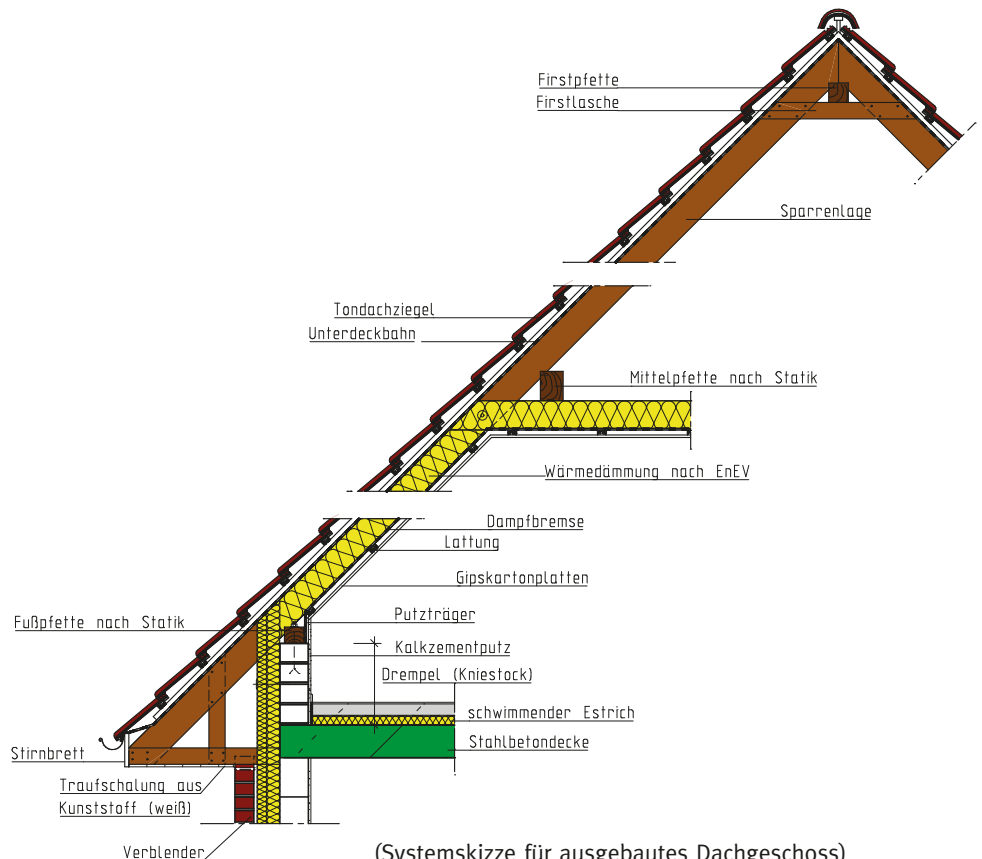 Firstpfette
Firstlasche
Sparrenlage
Tondachziegel
Unterdeckbahn
Mittelpfette nach Statik
Wärmedämmung nach EnEV
Dampfbremse
Lattung
Gipskartonplatten
Fußpfette nach Statik
Putzträger
Kalkzementputz
Drempel (Kniestock)
schwimmender Estrich
Stahlbetondecke
Stirnbrett
Traufschalung aus
Kunststoff (weiß)
Verblender
(Systemskizze für ausgebautes Dachgeschoss)